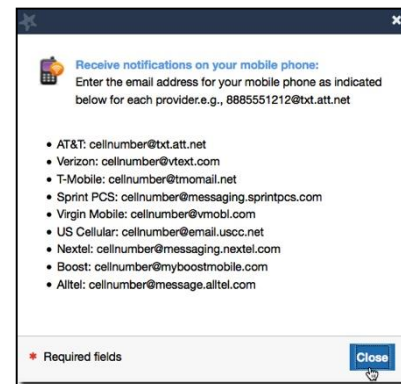 ×
Receive notifications on your mobile phone:
Enter the email address for your mobile phone as indicated
below for each provider.e.g., 8885551212@txt.att.net
• AT&T: cellnumber@txt.att.net
• Verizon: cellnumber@vtext.com
• T-Mobile: cellnumber@tmomail.net
• Sprint PCS: cellnumber@messaging.sprintpcs.com
• Virgin Mobile: cellnumber@vmobl.com
• US Cellular: cellnumber@email.uscc.net
• Nextel: cellnumber@messaging.nextel.com
• Boost: cellnumber@myboostmobile.com
• Alltel: cellnumber@message.alltel.com
* Required fields
Close